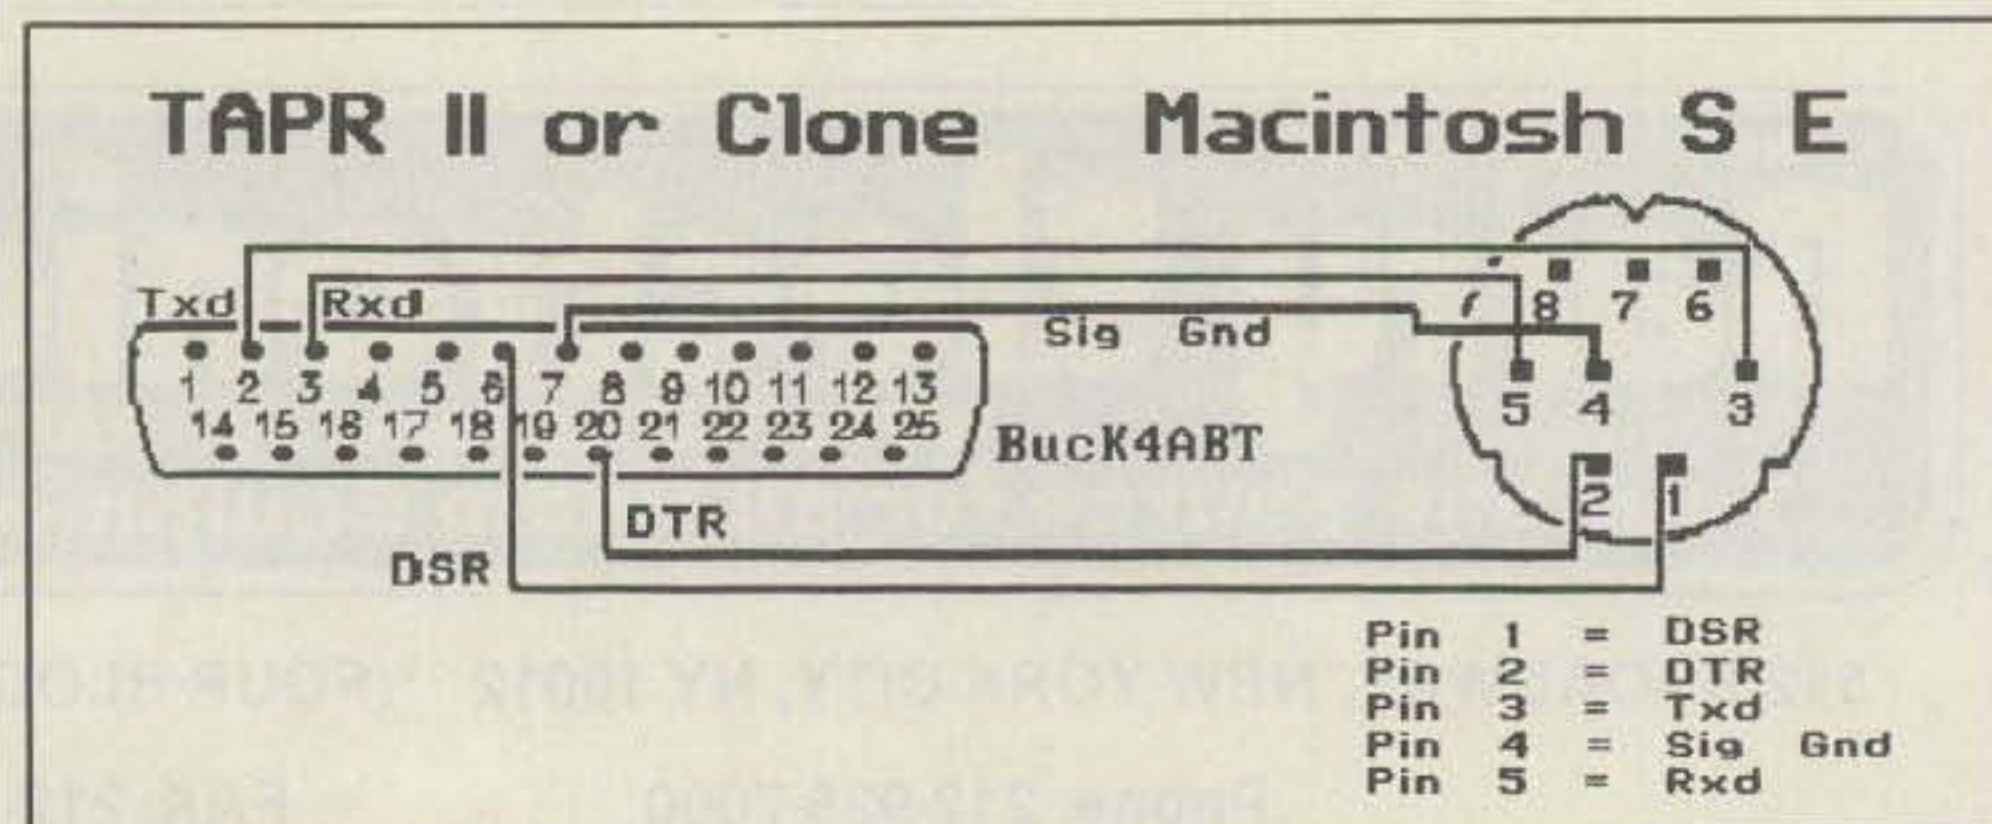 TAPR II or Clone Macintosh S E
Txd Rxd
8 7 6
Sig Gnd
1 2 3 4 5 6 7 8 9 10 11 12 13
5 4 3
14 15 16 17 18 19 20 21 22 23 24 25
BucK4ABT
2 1
DTR
DSR
Pin 1 = DSR
Pin 2 = DTR
Pin 3 = Txd
Pin 4 = Sig Gnd
Pin 5 = Rxd